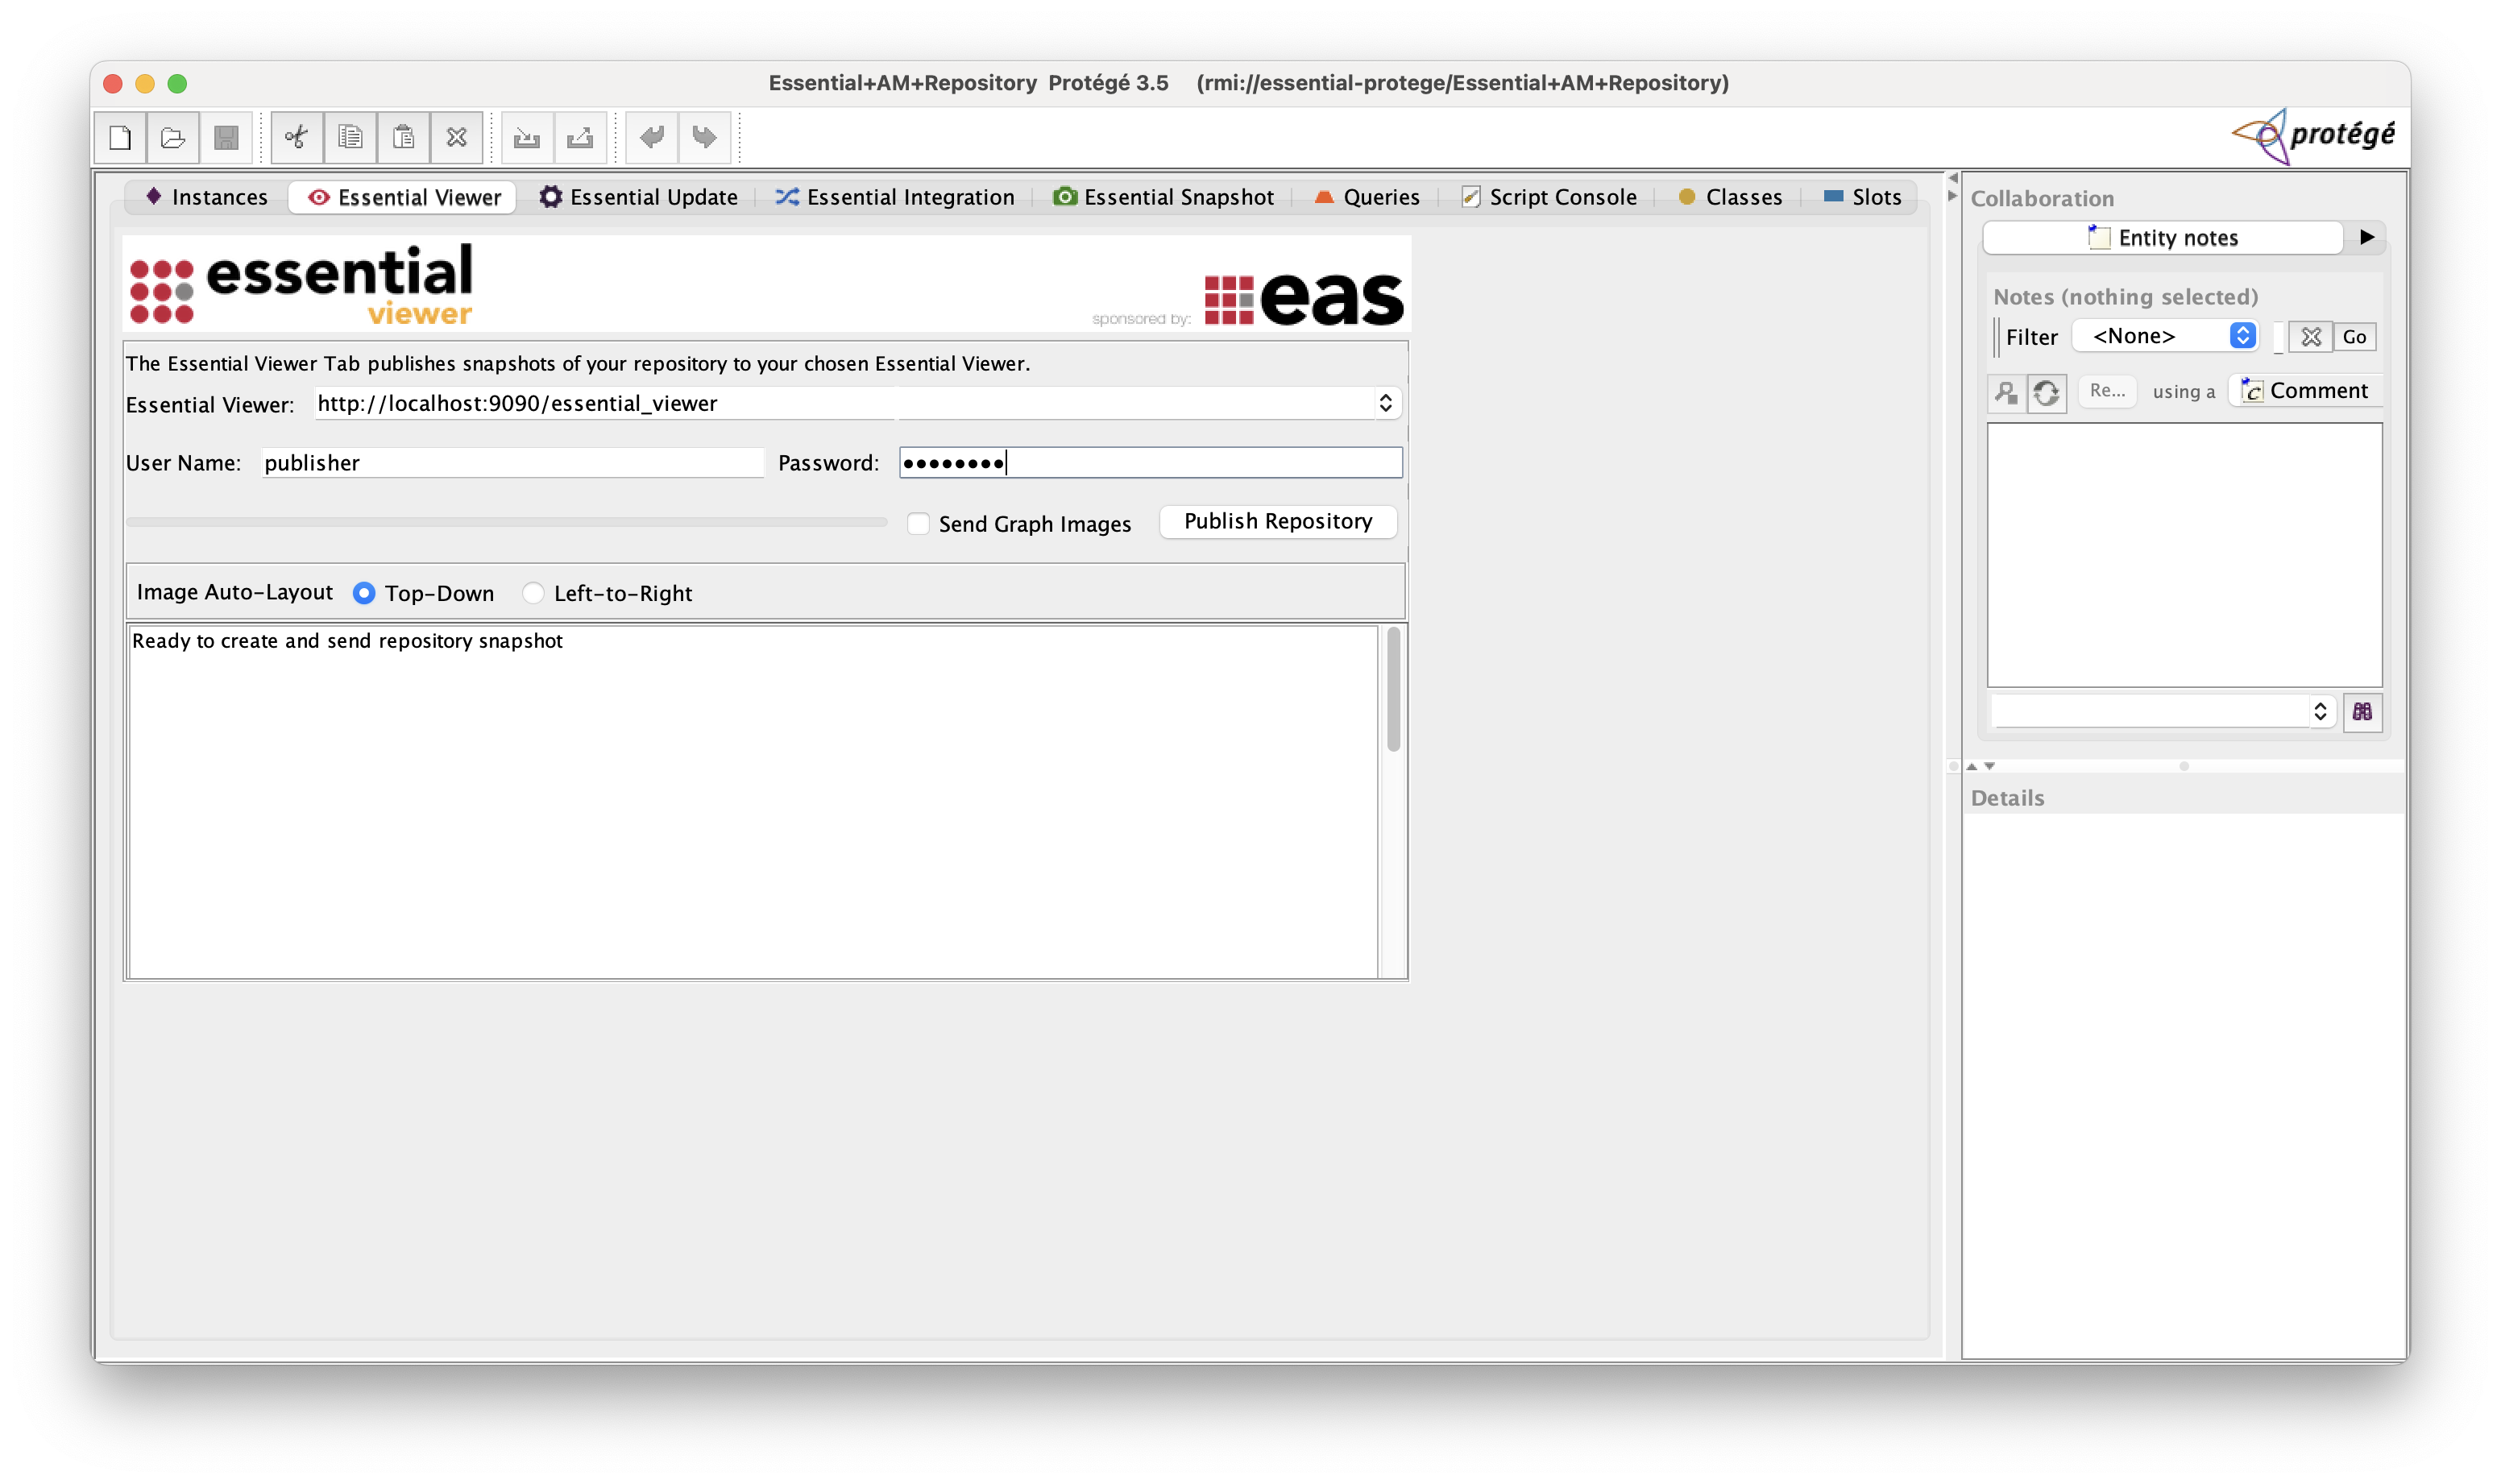 Essential+AM+Repository Protégé 3.5 (rmi://essential-protege/Essential+AM+Repository)
protégé
Instances
Essential Viewer
Essential Update
Essential Integration
Essential Snapshot
Queries
Script Console
Classes
Slots
essential
viewer
sponsored by:
eas
The Essential Viewer Tab publishes snapshots of your repository to your chosen Essential Viewer.
Essential Viewer: http://localhost:9090/essential_viewer
User Name: publisher Password: ••••••••
Send Graph Images Publish Repository
Image Auto-Layout Top-Down Left-to-Right
Ready to create and send repository snapshot
Collaboration
Entity notes
Notes (nothing selected)
Filter <None> Go
Re... using a Comment
Details